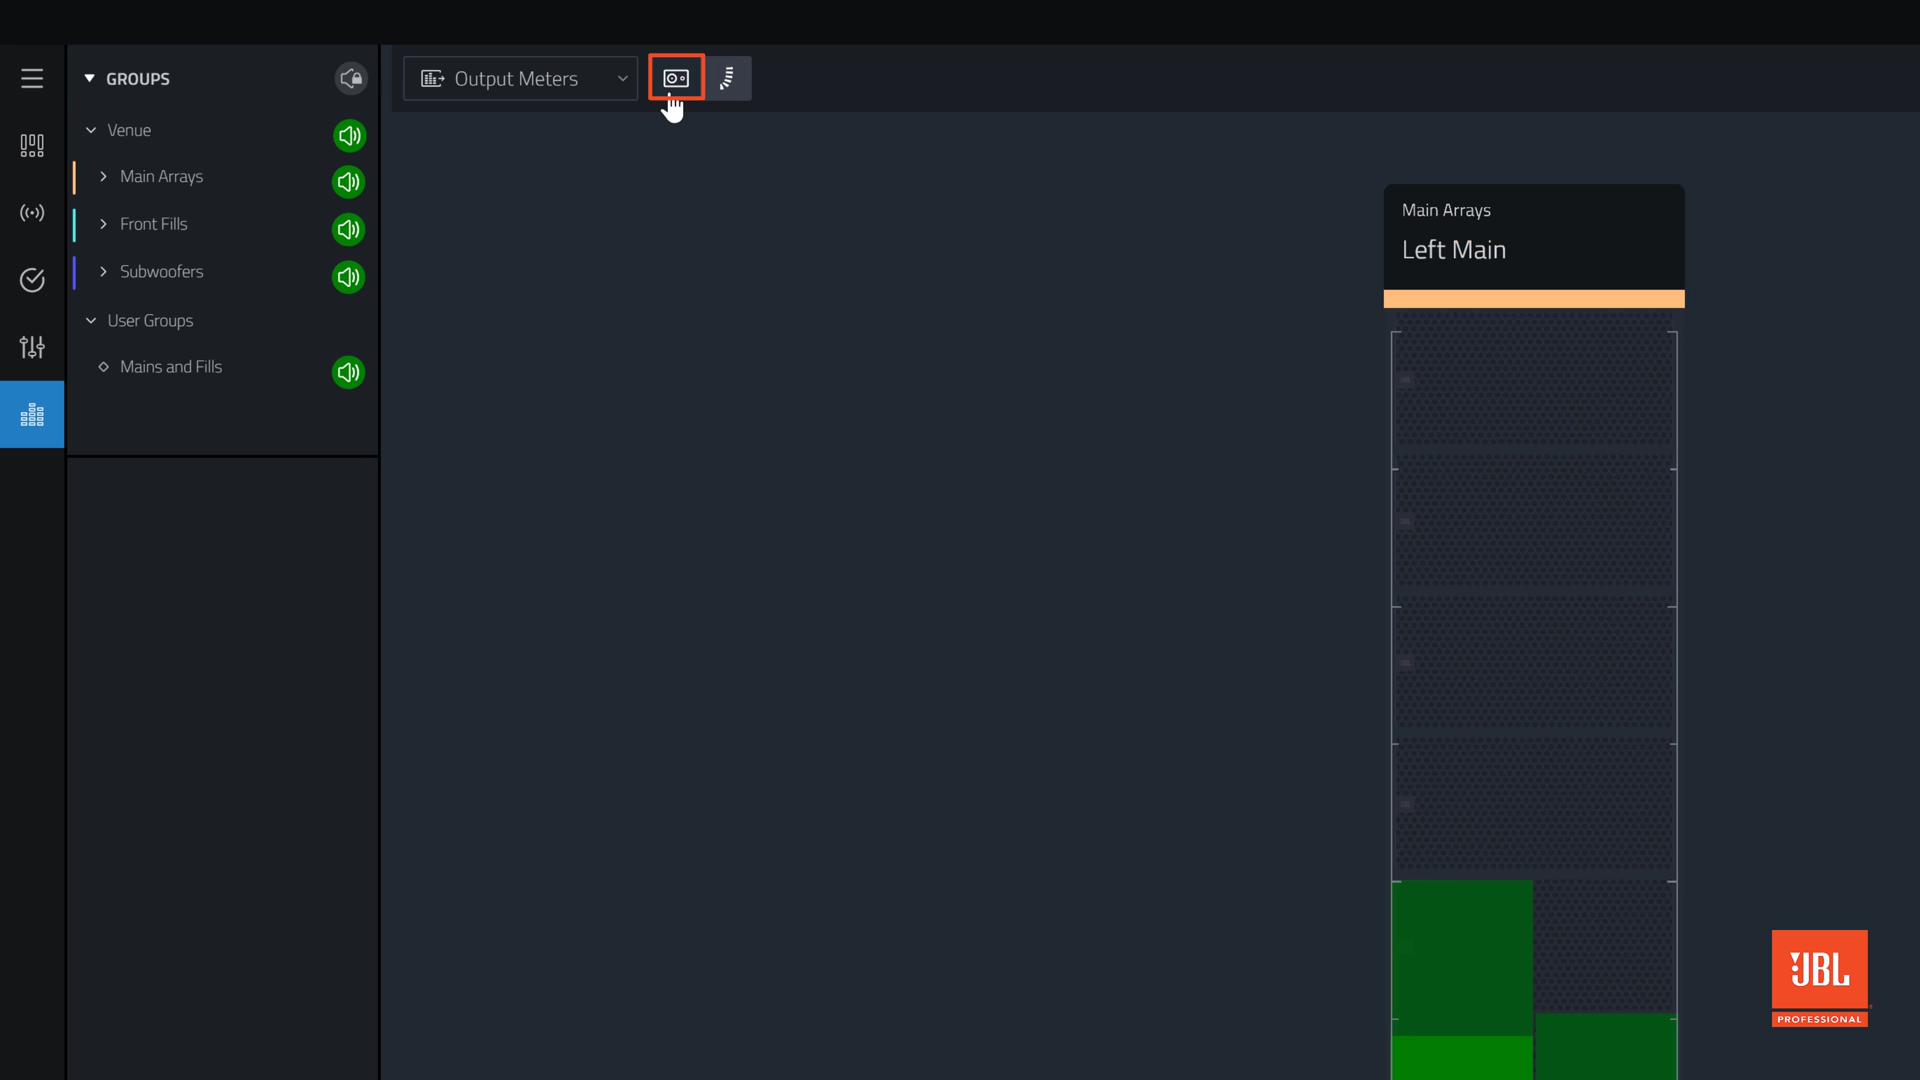 GROUPS
Output Meters
Venue
Main Arrays
Front Fills
Subwoofers
User Groups
Mains and Fills
Main Arrays
Left Main
JBL
PROFESSIONAL